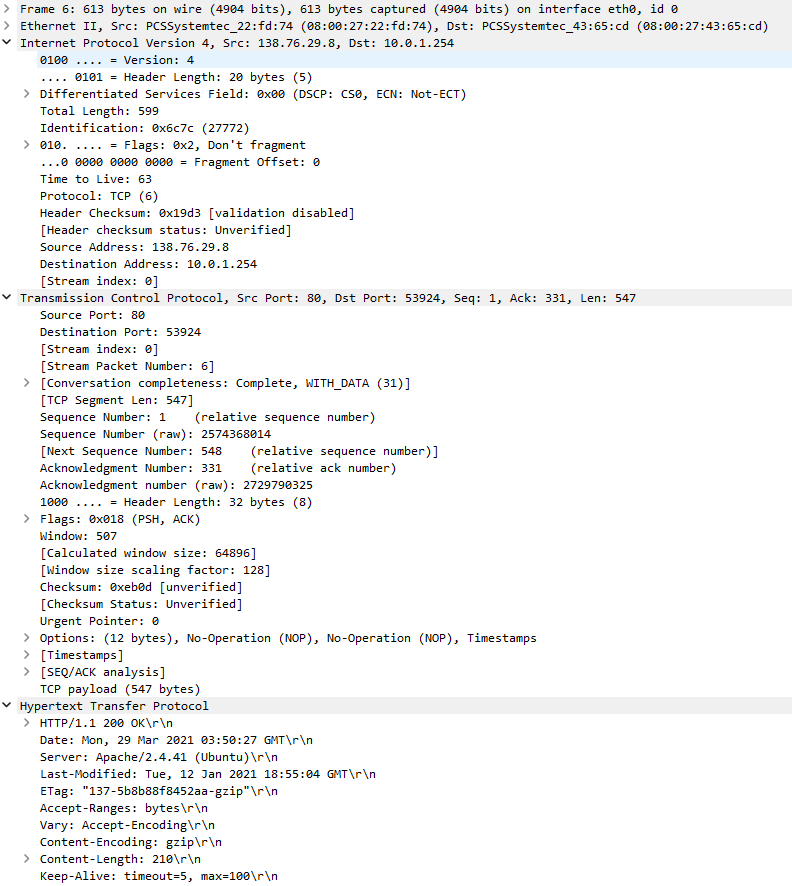 Frame 6: 613 bytes on wire (4904 bits), 613 bytes captured (4904 bits) on interface eth0, id 0
Ethernet II, Src: PCSSystemtec_22:fd:74 (08:00:27:22:fd:74), Dst: PCSSystemtec_43:65:cd (08:00:27:43:65:cd)
Internet Protocol Version 4, Src: 138.76.29.8, Dst: 10.0.1.254
0100 .... = Version: 4
.... 0101 = Header Length: 20 bytes (5)
Differentiated Services Field: 0x00 (DSCP: CS0, ECN: Not-ECT)
Total Length: 599
Identification: 0x6c7c (27772)
010. .... = Flags: 0x2, Don't fragment
...0 0000 0000 0000 = Fragment Offset: 0
Time to Live: 63
Protocol: TCP (6)
Header Checksum: 0x19d3 [validation disabled]
[Header checksum status: Unverified]
Source Address: 138.76.29.8
Destination Address: 10.0.1.254
[Stream index: 0]
Transmission Control Protocol, Src Port: 80, Dst Port: 53924, Seq: 1, Ack: 331, Len: 547
Source Port: 80
Destination Port: 53924
[Stream index: 0]
[Stream Packet Number: 6]
[Conversation completeness: Complete, WITH_DATA (31)]
[TCP Segment Len: 547]
Sequence Number: 1    (relative sequence number)
Sequence Number (raw): 2574368014
[Next Sequence Number: 548    (relative sequence number)]
Acknowledgment Number: 331    (relative ack number)
Acknowledgment number (raw): 2729790325
1000 .... = Header Length: 32 bytes (8)
Flags: 0x018 (PSH, ACK)
Window: 507
[Calculated window size: 64896]
[Window size scaling factor: 128]
Checksum: 0xeb0d [unverified]
[Checksum Status: Unverified]
Urgent Pointer: 0
Options: (12 bytes), No-Operation (NOP), No-Operation (NOP), Timestamps
[Timestamps]
[SEQ/ACK analysis]
TCP payload (547 bytes)
Hypertext Transfer Protocol
HTTP/1.1 200 OK\r\n
Date: Mon, 29 Mar 2021 03:50:27 GMT\r\n
Server: Apache/2.4.41 (Ubuntu)\r\n
Last-Modified: Tue, 12 Jan 2021 18:55:04 GMT\r\n
ETag: "137-5b8b88f8452aa-gzip"\r\n
Accept-Ranges: bytes\r\n
Vary: Accept-Encoding\r\n
Content-Encoding: gzip\r\n
Content-Length: 210\r\n
Keep-Alive: timeout=5, max=100\r\n